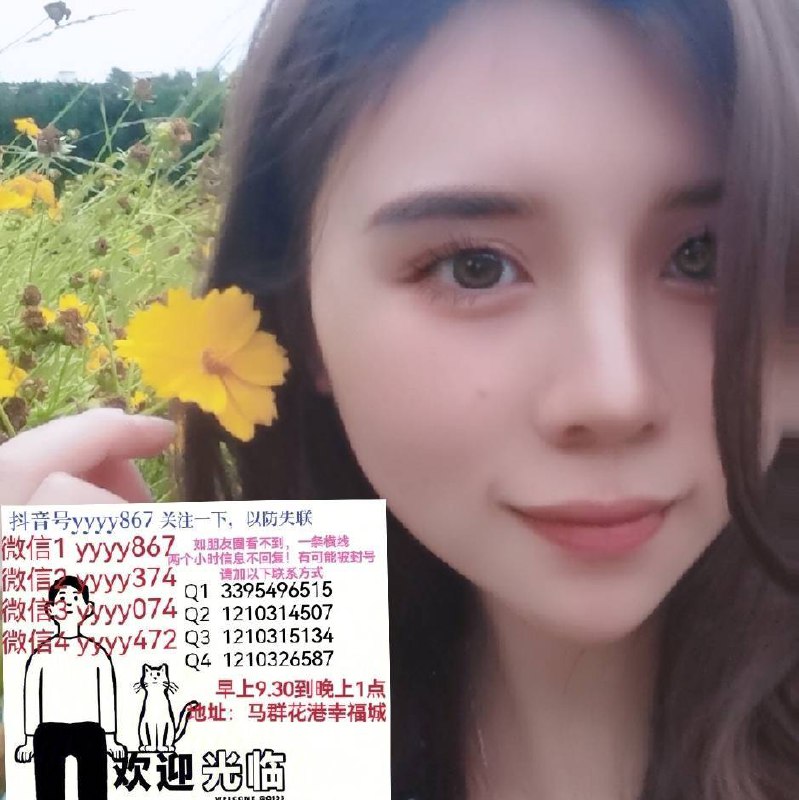 抖音号yyyy867 关注一下，以防失联
微信1 yyyy867
微信2 yyyy374
微信3 yyyy074
微信4 yyyy472
如朋友圈看不到，一条横线
两个小时信息不回复！有可能被封号
请加以下联系方式
Q1 3395496515
Q2 1210314507
Q3 1210315134
Q4 1210326587
早上9.30到晚上1点
地址：马群花港幸福城
欢迎光临
WELCOME @0123